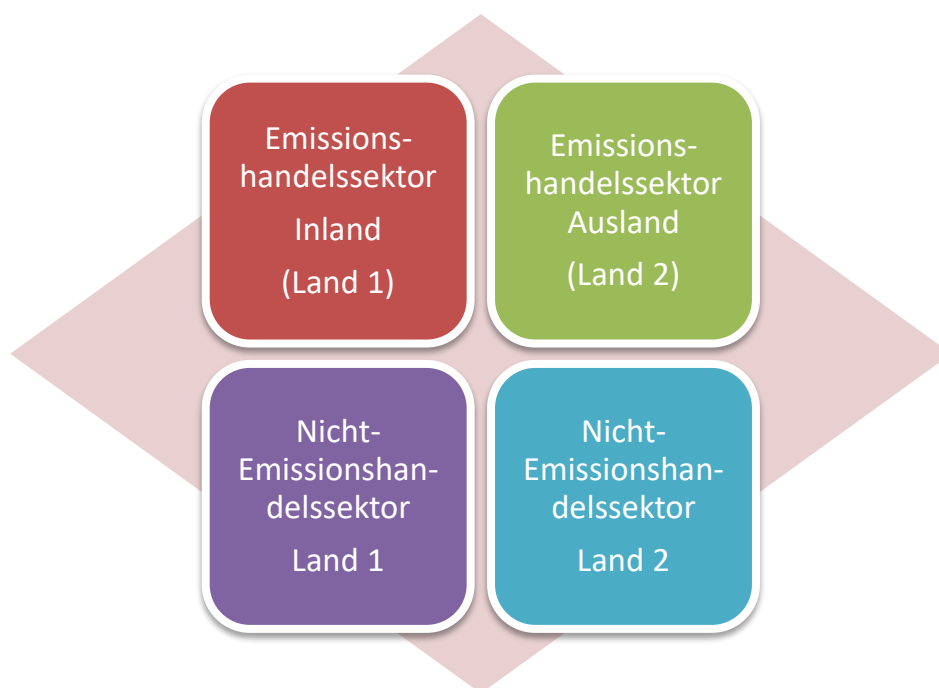 Emissions-
handelssektor
Inland
(Land 1)
Emissions-
handelssektor
Ausland
(Land 2)
Nicht-
Emissionshan-
delssektor
Land 1
Nicht-
Emissionshan-
delssektor
Land 2